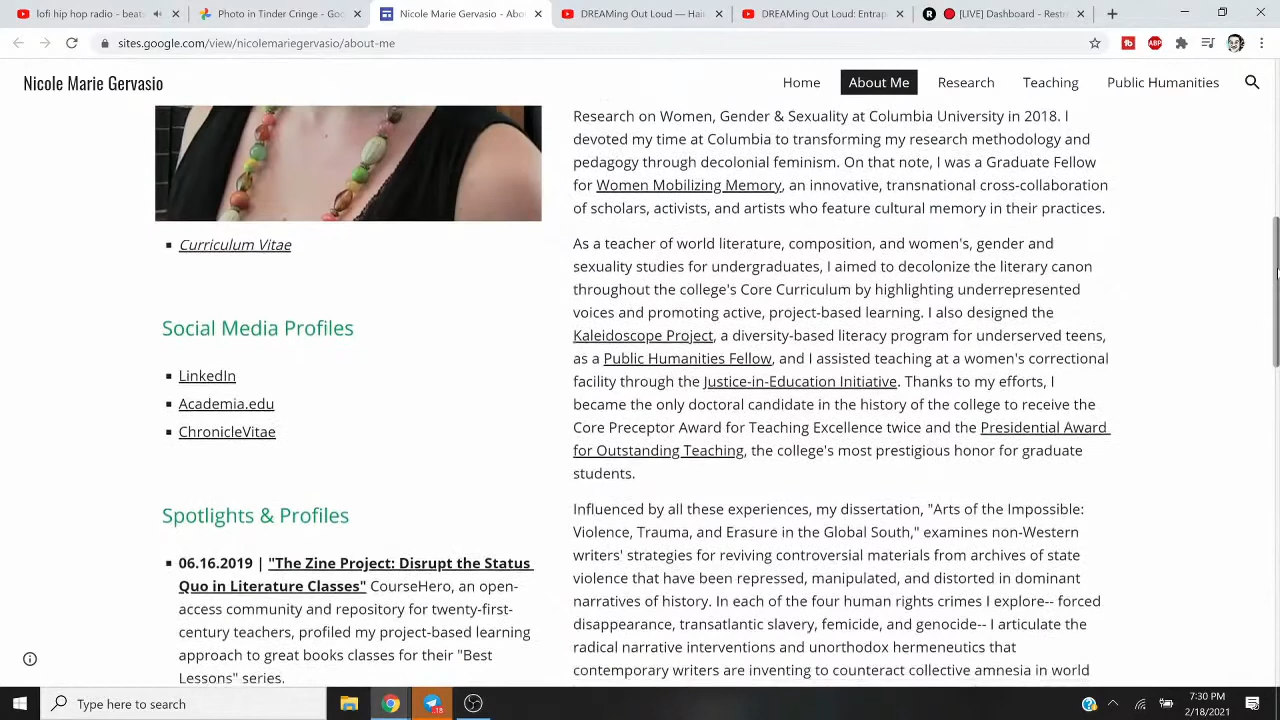 lofi hip hop radio - beats
Photo in Tinder - Go
Nicole Marie Gervasio - Abo
DREAMing Out Loud — Hai
DREAMing Out Loud: Entrap
[LIVE] Dashboard - Restr
sites.google.com/view/nicolemariegervasio/about-me
Nicole Marie Gervasio
Home
About Me
Research
Teaching
Public Humanities
Curriculum Vitae
Social Media Profiles
LinkedIn
Academia.edu
ChronicleVitae
Spotlights & Profiles
06.16.2019 | "The Zine Project: Disrupt the Status
Quo in Literature Classes" CourseHero, an open-
access community and repository for twenty-first-
century teachers, profiled my project-based learning
approach to great books classes for their "Best
Lessons" series.
Research on Women, Gender & Sexuality at Columbia University in 2018. I
devoted my time at Columbia to transforming my research methodology and
pedagogy through decolonial feminism. On that note, I was a Graduate Fellow
for Women Mobilizing Memory, an innovative, transnational cross-collaboration
of scholars, activists, and artists who feature cultural memory in their practices.
As a teacher of world literature, composition, and women's, gender and
sexuality studies for undergraduates, I aimed to decolonize the literary canon
throughout the college's Core Curriculum by highlighting underrepresented
voices and promoting active, project-based learning. I also designed the
Kaleidoscope Project, a diversity-based literacy program for underserved teens,
as a Public Humanities Fellow, and I assisted teaching at a women's correctional
facility through the Justice-in-Education Initiative. Thanks to my efforts, I
became the only doctoral candidate in the history of the college to receive the
Core Preceptor Award for Teaching Excellence twice and the Presidential Award
for Outstanding Teaching, the college's most prestigious honor for graduate
students.
Influenced by all these experiences, my dissertation, "Arts of the Impossible:
Violence, Trauma, and Erasure in the Global South," examines non-Western
writers' strategies for reviving controversial materials from archives of state
violence that have been repressed, manipulated, and distorted in dominant
narratives of history. In each of the four human rights crimes I explore-- forced
disappearance, transatlantic slavery, femicide, and genocide-- I articulate the
radical narrative interventions and unorthodox hermeneutics that
contemporary writers are inventing to counteract collective amnesia in world
Type here to search
7:30 PM
2/18/2021